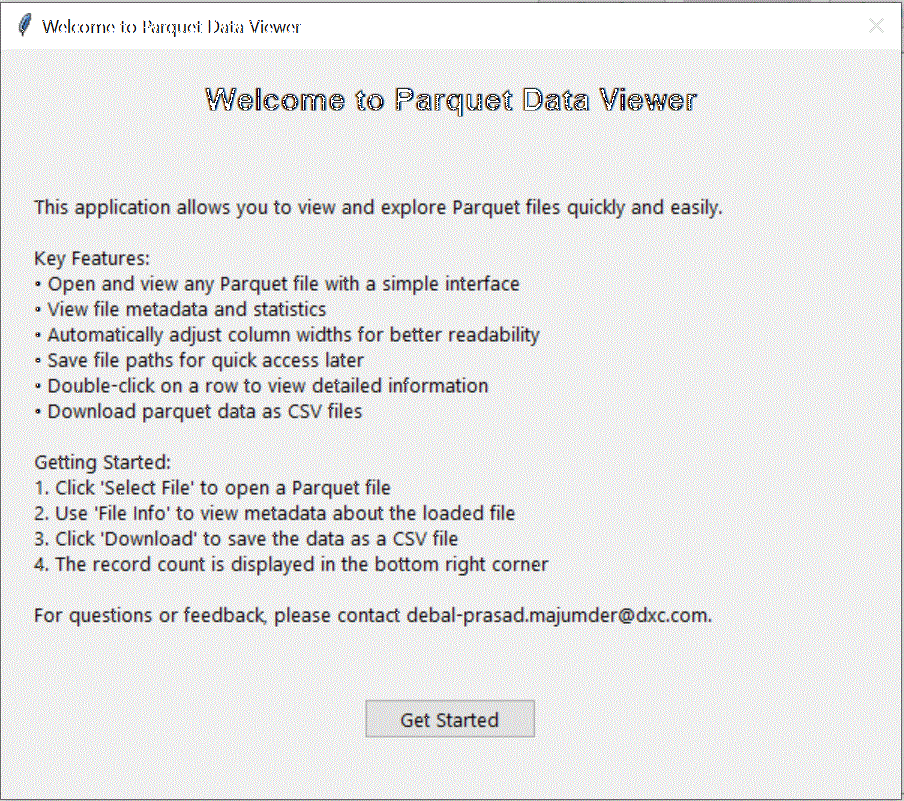 Welcome to Parquet Data Viewer
Welcome to Parquet Data Viewer
This application allows you to view and explore Parquet files quickly and easily.
Key Features:
• Open and view any Parquet file with a simple interface
• View file metadata and statistics
• Automatically adjust column widths for better readability
• Save file paths for quick access later
• Double-click on a row to view detailed information
• Download parquet data as CSV files
Getting Started:
1. Click 'Select File' to open a Parquet file
2. Use 'File Info' to view metadata about the loaded file
3. Click 'Download' to save the data as a CSV file
4. The record count is displayed in the bottom right corner
For questions or feedback, please contact debal-prasad.majumder@dxc.com.
Get Started